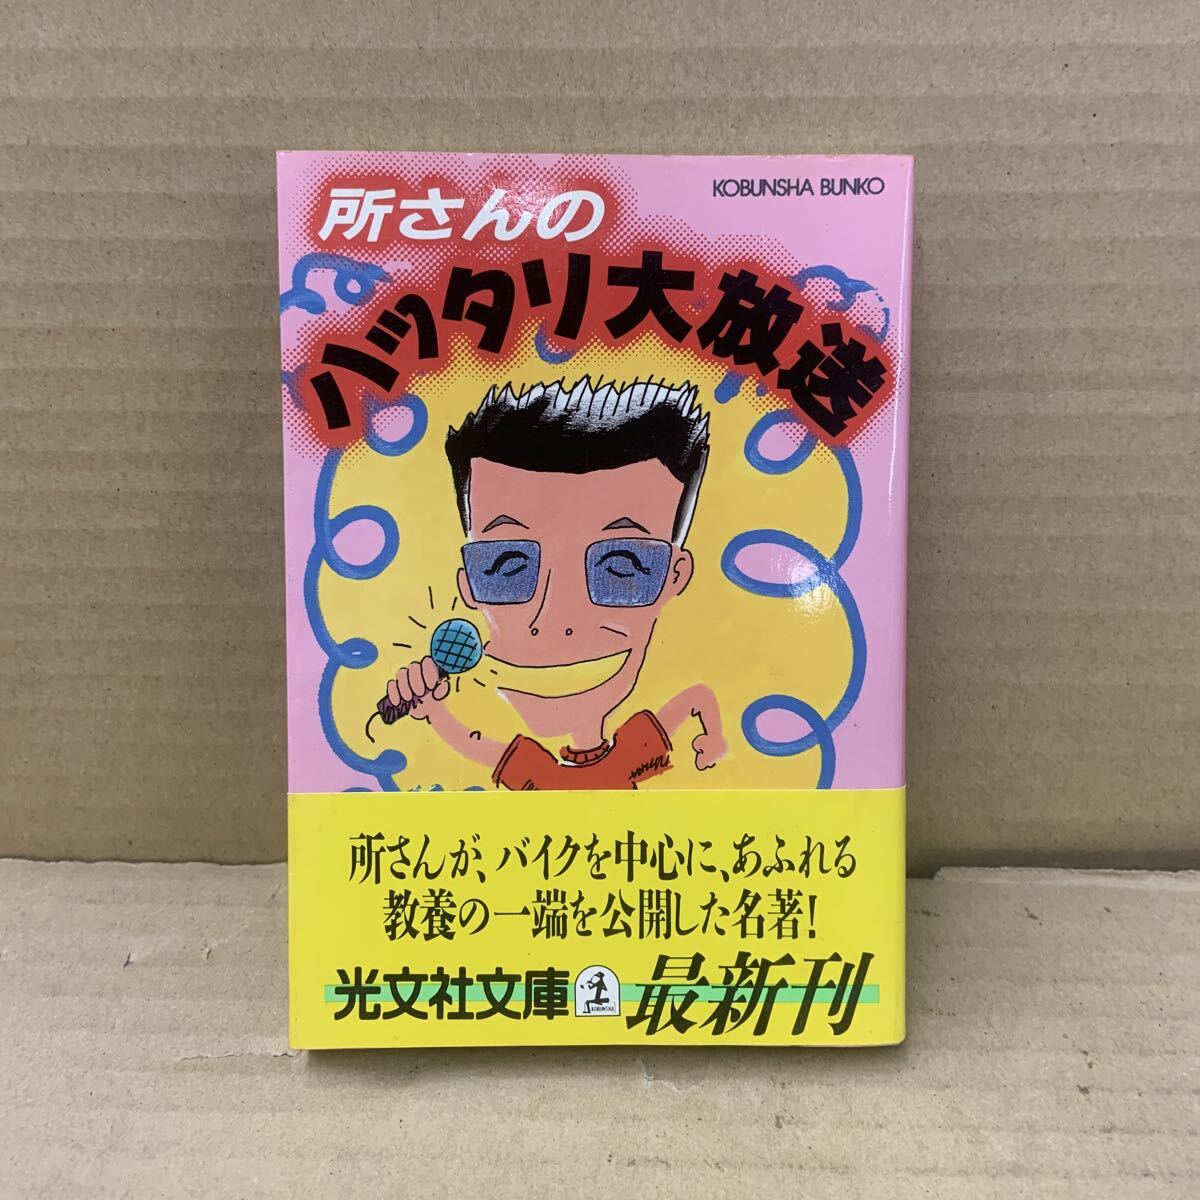 KOBUNSHA BUNKO
所さんの
ハッタリ大放送
所さんが、バイクを中心に、あふれる
教養の一端を公開した名著!
光文社文庫 KOBUNSHA 最新刊